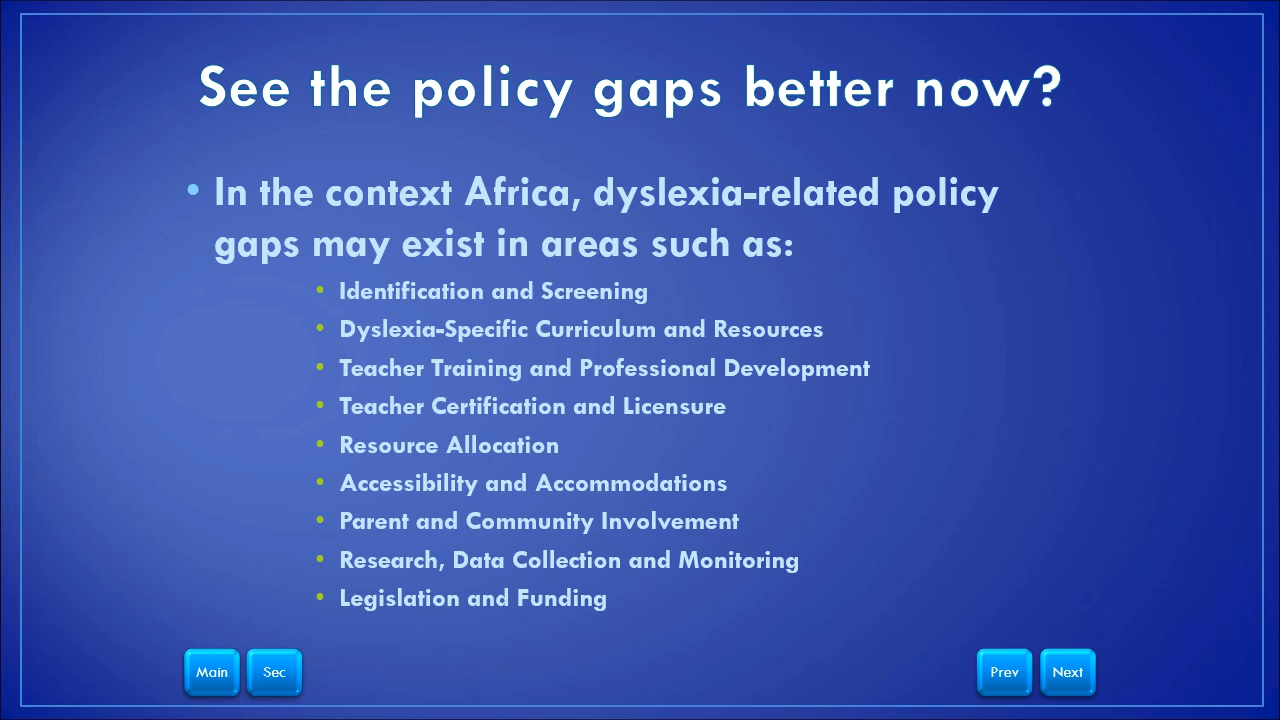 See the policy gaps better now?
• In the context Africa, dyslexia-related policy
gaps may exist in areas such as:
• Identification and Screening
• Dyslexia-Specific Curriculum and Resources
• Teacher Training and Professional Development
• Teacher Certification and Licensure
• Resource Allocation
• Accessibility and Accommodations
• Parent and Community Involvement
• Research, Data Collection and Monitoring
• Legislation and Funding
Main Sec Prev Next